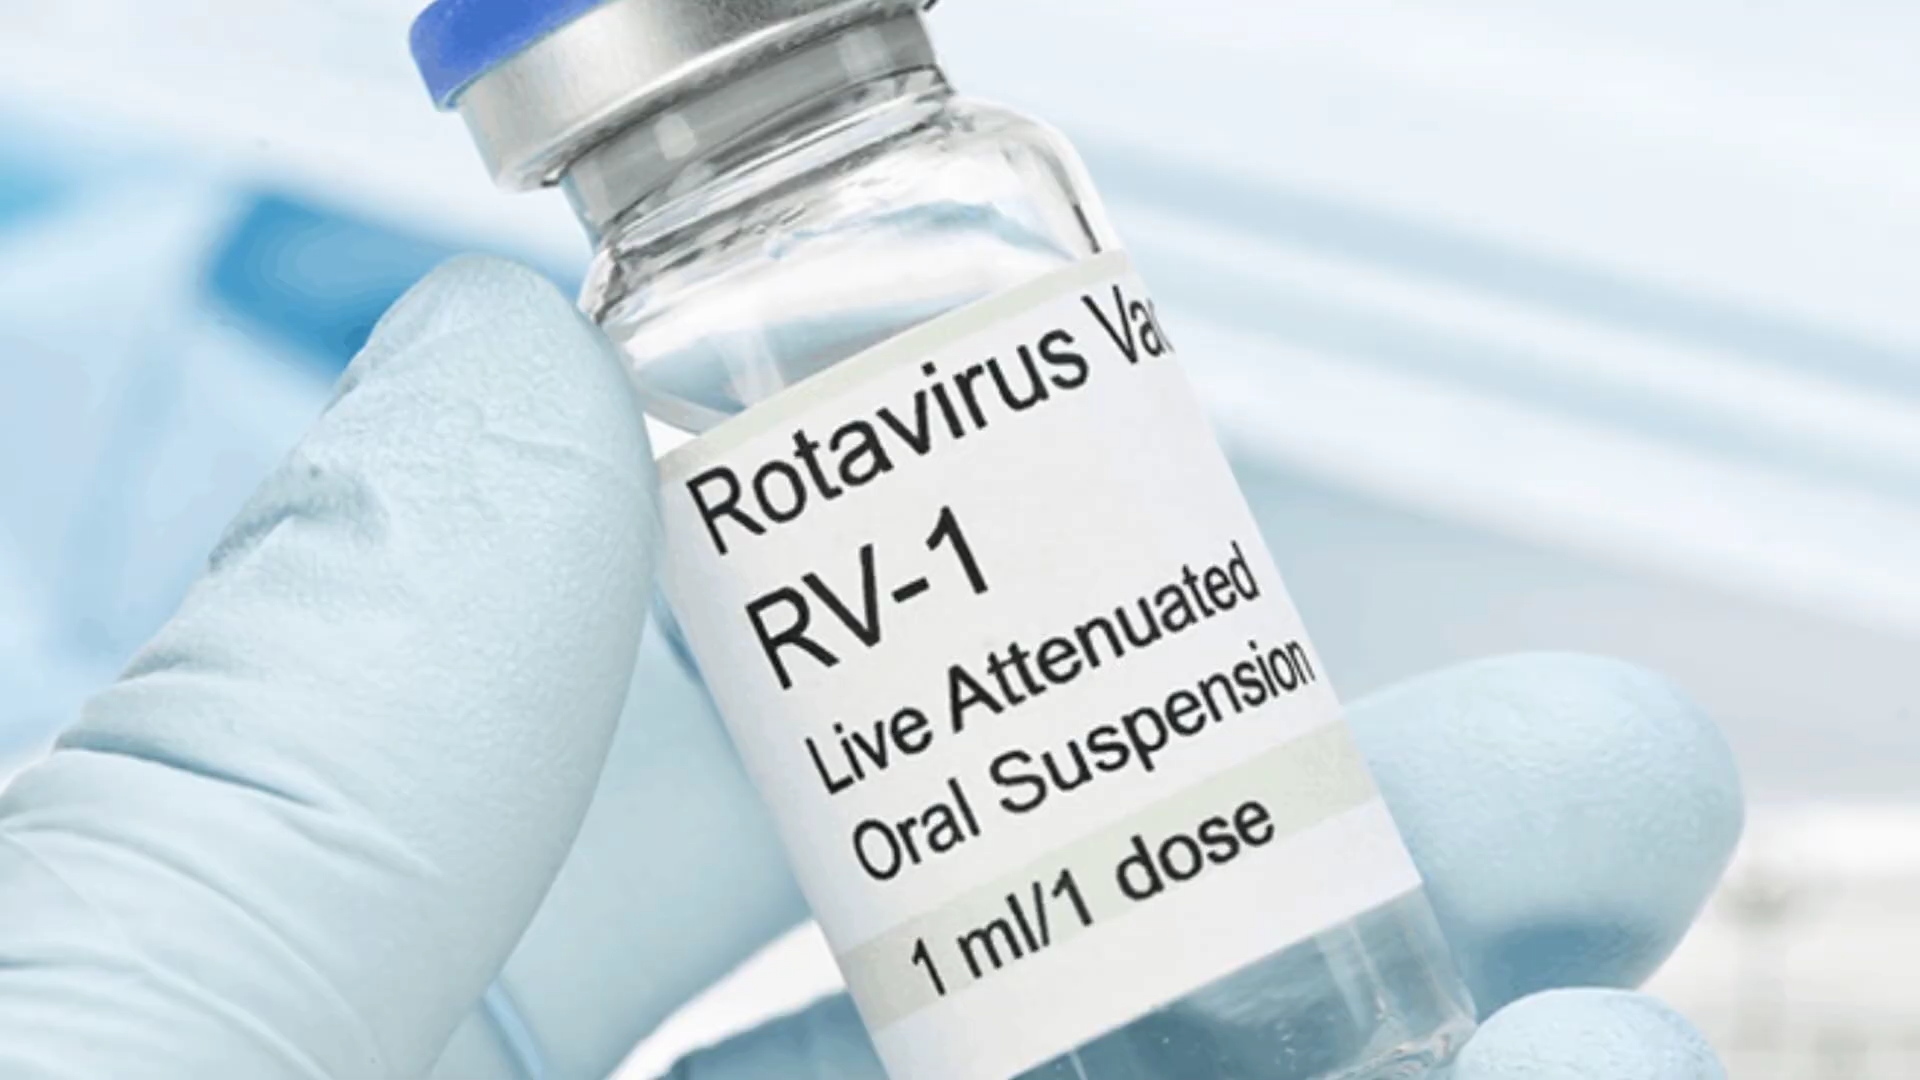 Rotavirus Vac
RV-1
Live Attenuated
Oral Suspension
1 ml/1 dose